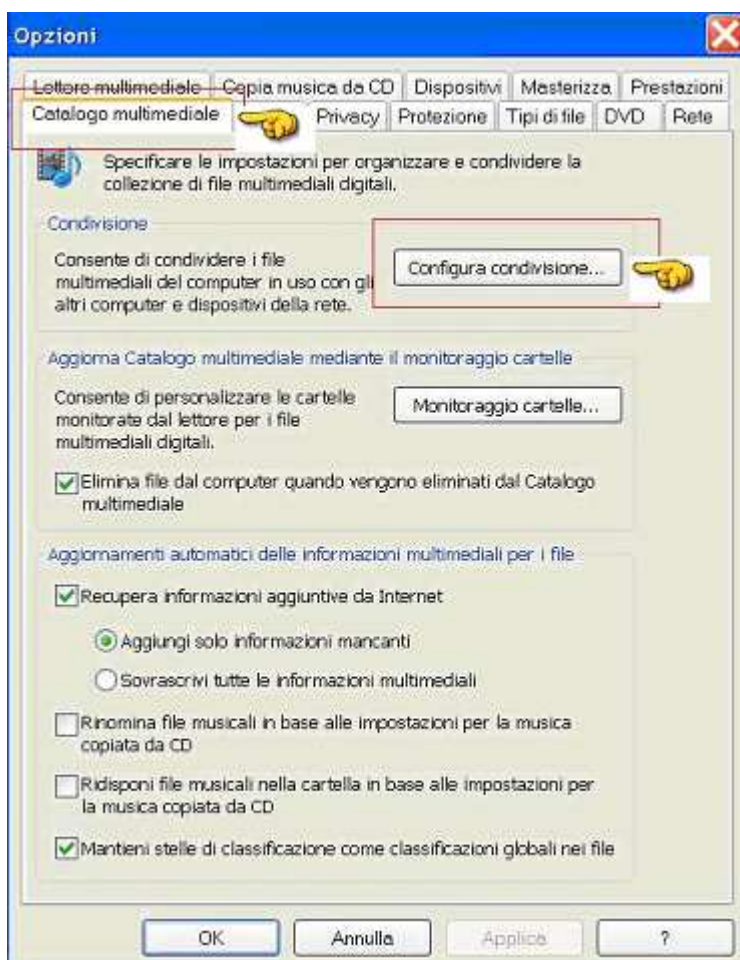 Opzioni
Lettore multimediale Copia musica da CD Dispositivi Masterizza Prestazioni
Catalogo multimediale Privacy Protezione Tipi di file DVD Rete
Specificare le impostazioni per organizzare e condividere la
collezione di file multimediali digitali.
Condivisione
Consente di condividere i file
multimediali del computer in uso con gli
altri computer e dispositivi della rete.
Configura condivisione...
Aggiorna Catalogo multimediale mediante il monitoraggio cartelle
Consente di personalizzare le cartelle
monitorate dal lettore per i file
multimediali digitali.
Monitoraggio cartelle...
Elimina file dal computer quando vengono eliminati dal Catalogo
multimediale
Aggiornamenti automatici delle informazioni multimediali per i file
Recupera informazioni aggiuntive da Internet
Aggiungi solo informazioni mancanti
Sovrascrivi tutte le informazioni multimediali
Rinomina file musicali in base alle impostazioni per la musica
copiata da CD
Ridisponi file musicali nella cartella in base alle impostazioni per
la musica copiata da CD
Mantieni stelle di classificazione come classificazioni globali nei file
OK Annulla Applica ?